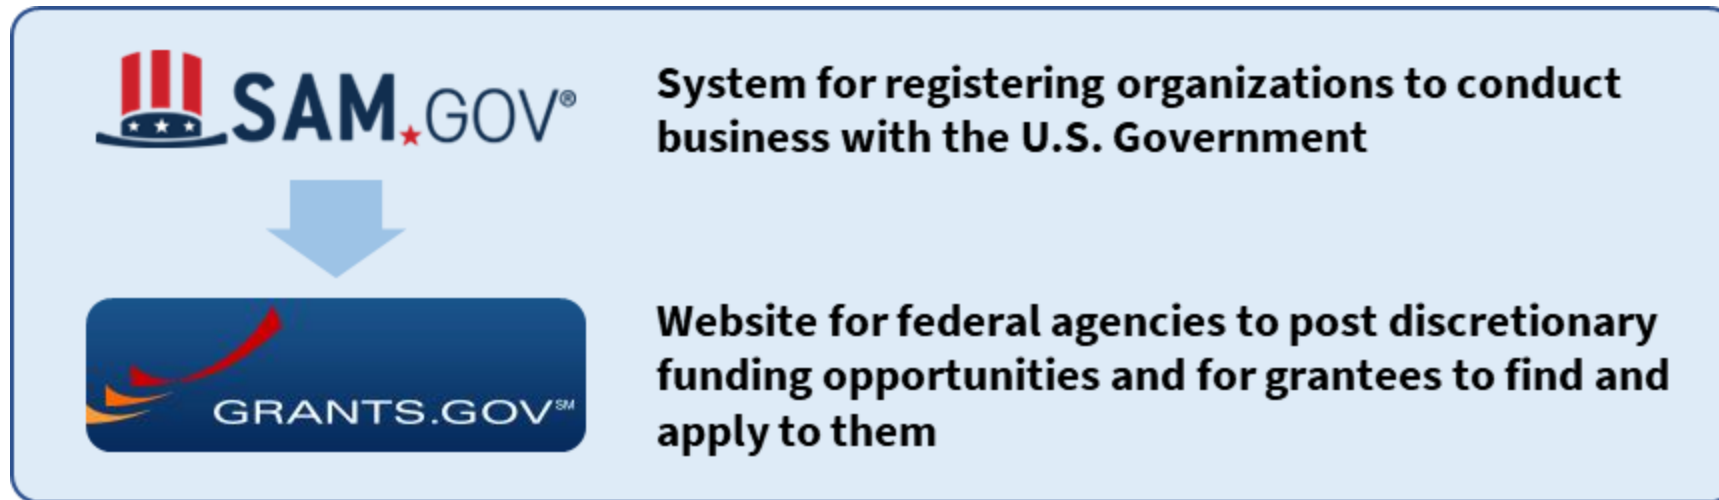 SAM.GOV®
System for registering organizations to conduct
business with the U.S. Government
GRANTS.GOV℠
Website for federal agencies to post discretionary
funding opportunities and for grantees to find and
apply to them